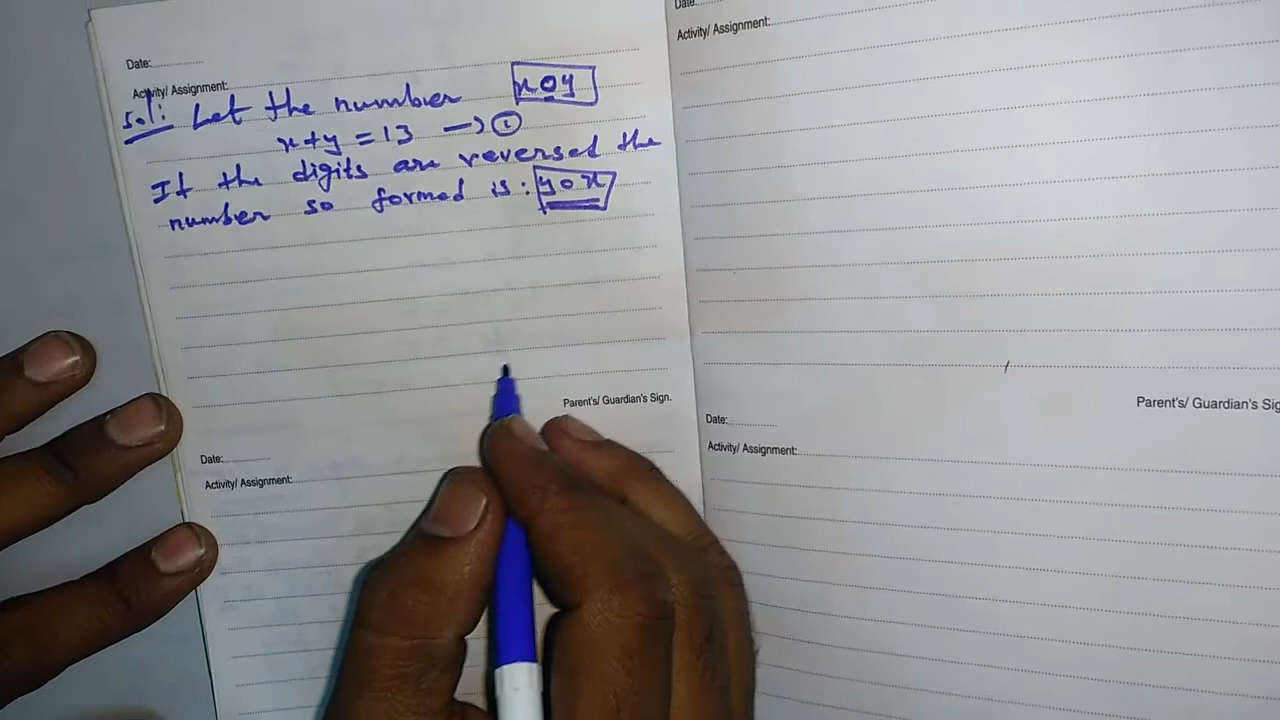 Date:
Activity/ Assignment:
sol: Let the number x0y
x+y=13 → ①
If the digits are reversed the
number so formed is: y0x
Parent's/ Guardian's Sign.
Date:
Activity/ Assignment:
Date:
Activity/ Assignment:
Parent's/ Guardian's Sig
Date:
Activity/ Assignment: